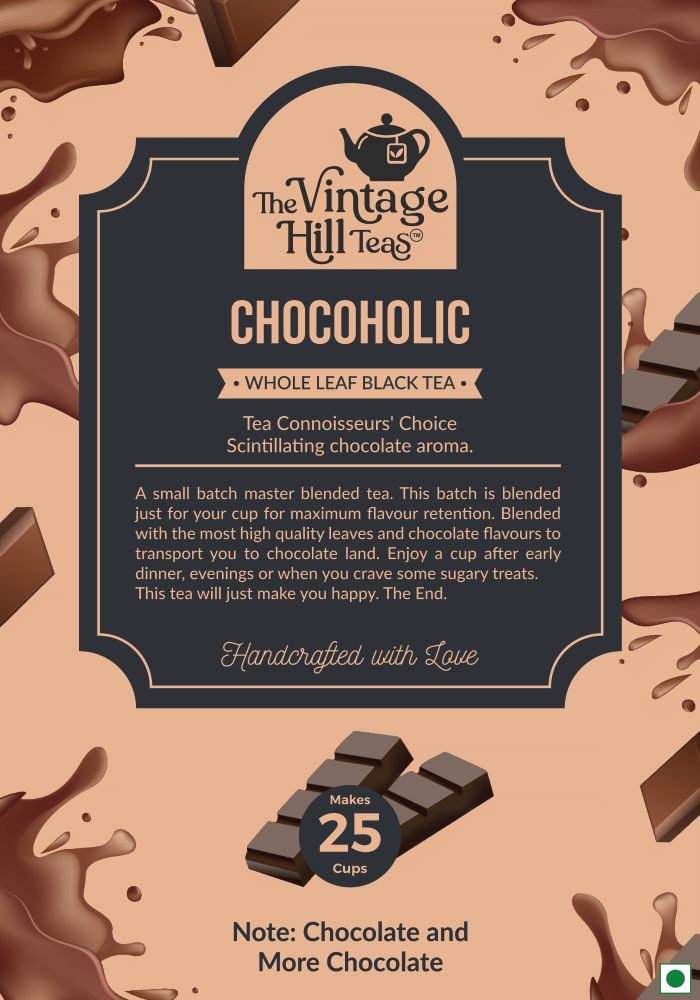 The Vintage
Hill Teas™
CHOCOHOLIC
• WHOLE LEAF BLACK TEA •
Tea Connoisseurs' Choice
Scintillating chocolate aroma.
A small batch master blended tea. This batch is blended
just for your cup for maximum flavour retention. Blended
with the most high quality leaves and chocolate flavours to
transport you to chocolate land. Enjoy a cup after early
dinner, evenings or when you crave some sugary treats.
This tea will just make you happy. The End.
Handcrafted with Love
Makes
25
Cups
Note: Chocolate and
More Chocolate